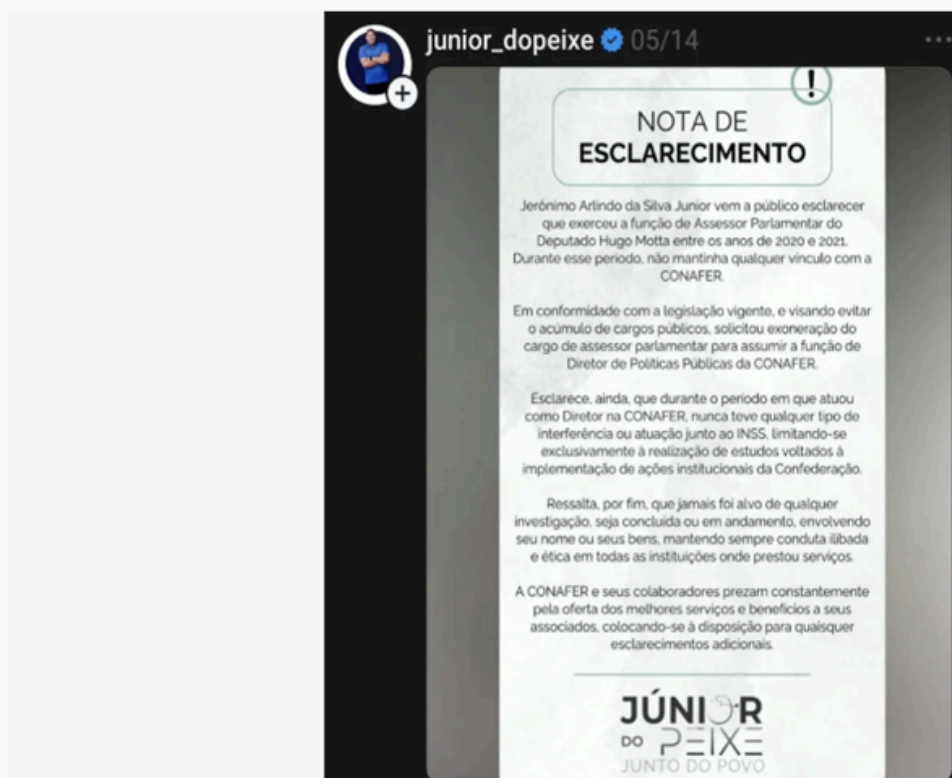 junior_dopeixe 05/14
!
NOTA DE
ESCLARECIMENTO
Jerônimo Arlindo da Silva Junior vem a público esclarecer
que exerceu a função de Assessor Parlamentar do
Deputado Hugo Motta entre os anos de 2020 e 2021.
Durante esse período, não mantinha qualquer vínculo com a
CONAFER.
Em conformidade com a legislação vigente, e visando evitar
o acúmulo de cargos públicos, solicitou exoneração do
cargo de assessor parlamentar para assumir a função de
Diretor de Políticas Públicas da CONAFER.
Esclarece, ainda, que durante o período em que atuou
como Diretor na CONAFER, nunca teve qualquer tipo de
interferência ou atuação junto ao INSS, limitando-se
exclusivamente à realização de estudos voltados à
implementação de ações institucionais da Confederação.
Ressalta, por fim, que jamais foi alvo de qualquer
investigação, seja concluída ou em andamento, envolvendo
seu nome ou seus bens, mantendo sempre conduta ilibada
e ética em todas as instituições onde prestou serviços.
A CONAFER e seus colaboradores prezam constantemente
pela oferta dos melhores serviços e benefícios a seus
associados, colocando-se à disposição para quaisquer
esclarecimentos adicionais.
JÚNIOR
DO PEIXE
JUNTO DO POVO